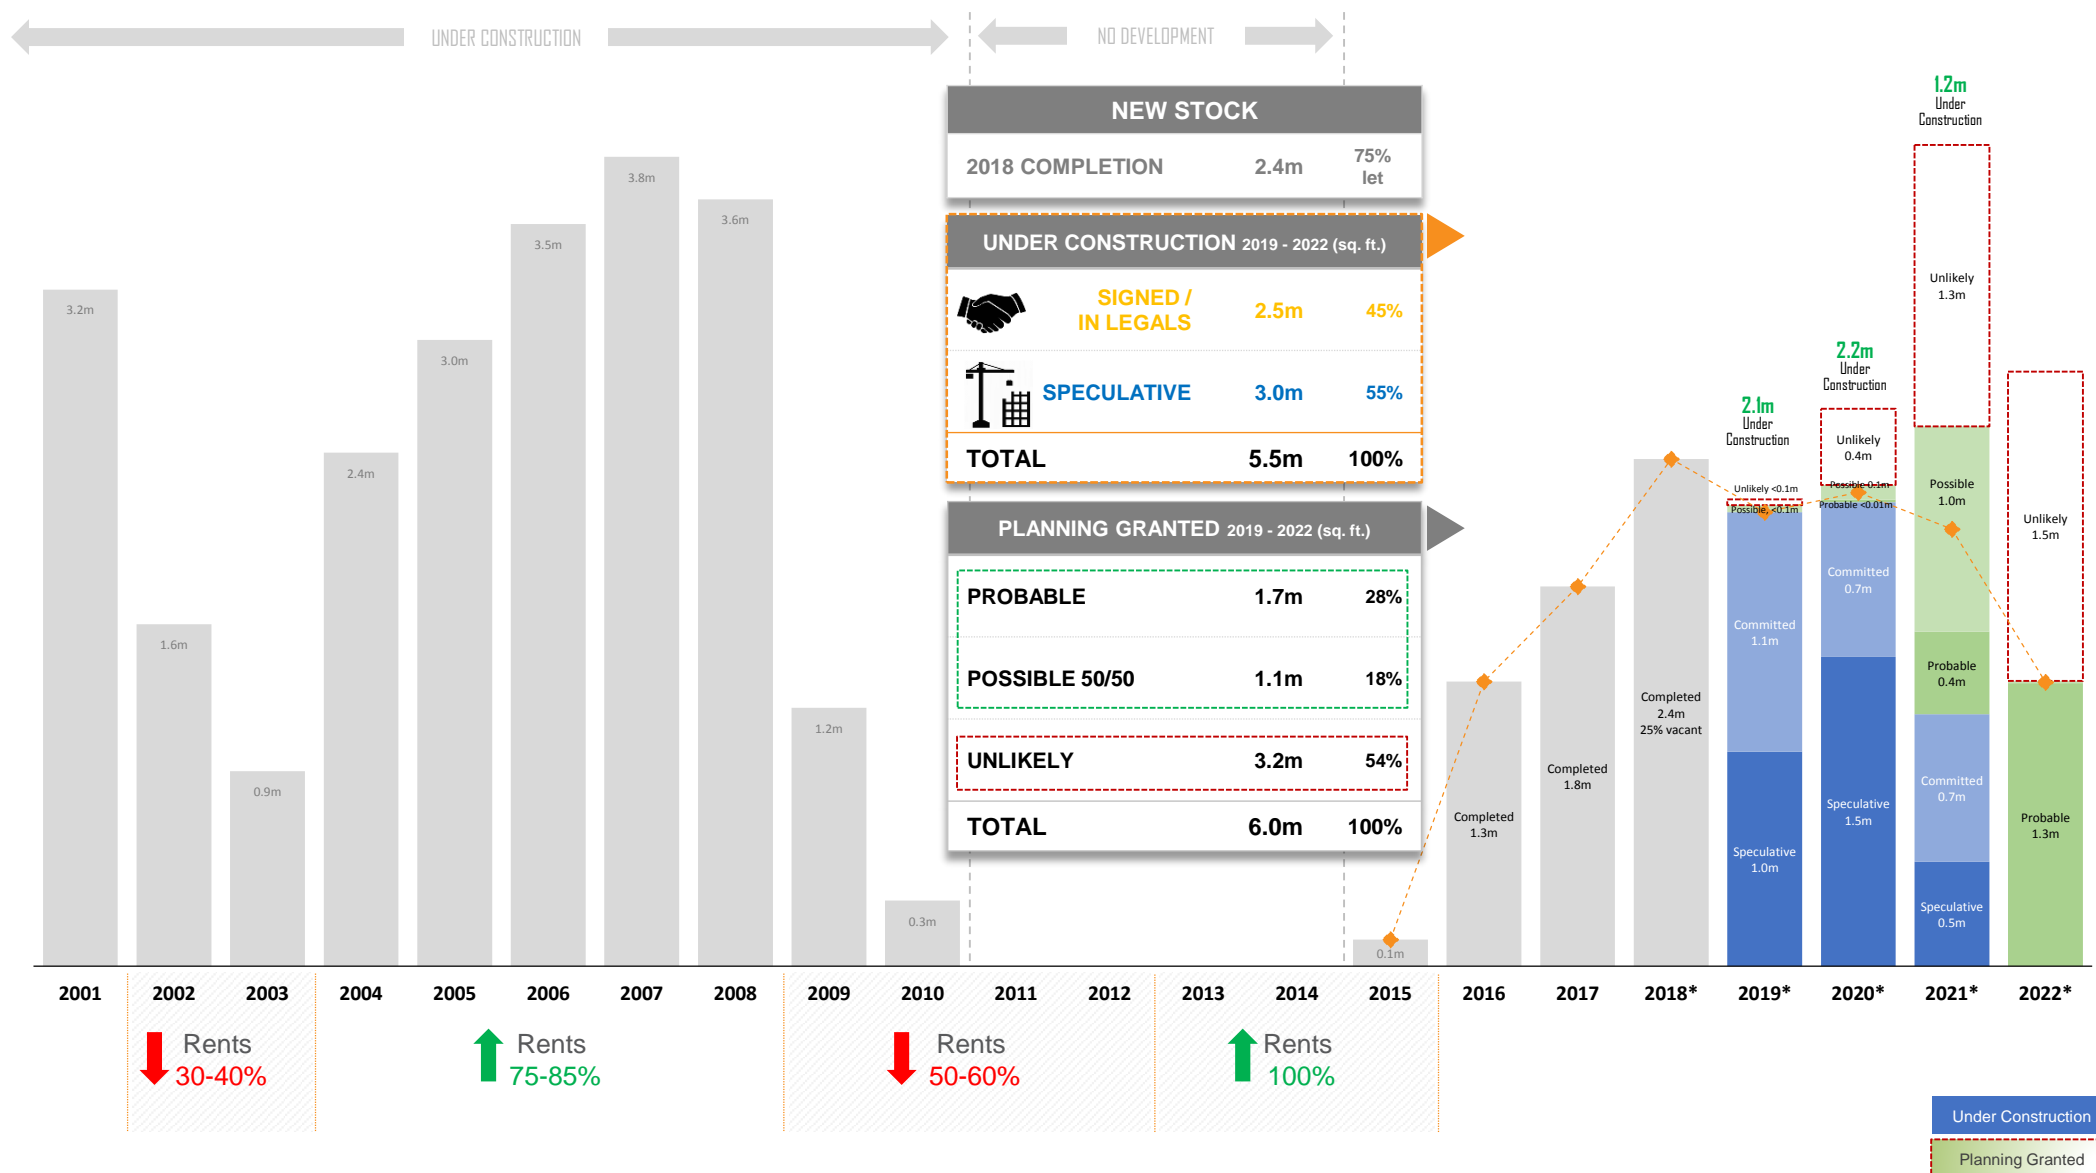 UNDER CONSTRUCTION
NO DEVELOPMENT
NEW STOCK
2018 COMPLETION 2.4m 75% let
UNDER CONSTRUCTION 2019 - 2022 (sq. ft.)
SIGNED /
IN LEGALS 2.5m 45%
SPECULATIVE 3.0m 55%
TOTAL 5.5m 100%
PLANNING GRANTED 2019 - 2022 (sq. ft.)
PROBABLE 1.7m 28%
POSSIBLE 50/50 1.1m 18%
UNLIKELY 3.2m 54%
TOTAL 6.0m 100%
3.2m
1.6m
0.9m
2.4m
3.0m
3.5m
3.8m
3.6m
1.2m
0.3m
0.1m
Completed
1.3m
Completed
1.8m
Completed
2.4m
25% vacant
2.1m
Under
Construction
Unlikely <0.1m
Possible, <0.1m
Committed
1.1m
Speculative
1.0m
2.2m
Under
Construction
Unlikely
0.4m
Possible 0.1m
Probable <0.01m
Committed
0.7m
Speculative
1.5m
1.2m
Under
Construction
Unlikely
1.3m
Possible
1.0m
Probable
0.4m
Committed
0.7m
Speculative
0.5m
Unlikely
1.5m
Probable
1.3m
2001 2002 2003 2004 2005 2006 2007 2008 2009 2010 2011 2012 2013 2014 2015 2016 2017 2018* 2019* 2020* 2021* 2022*
Rents
30-40%
Rents
75-85%
Rents
50-60%
Rents
100%
Under Construction
Planning Granted